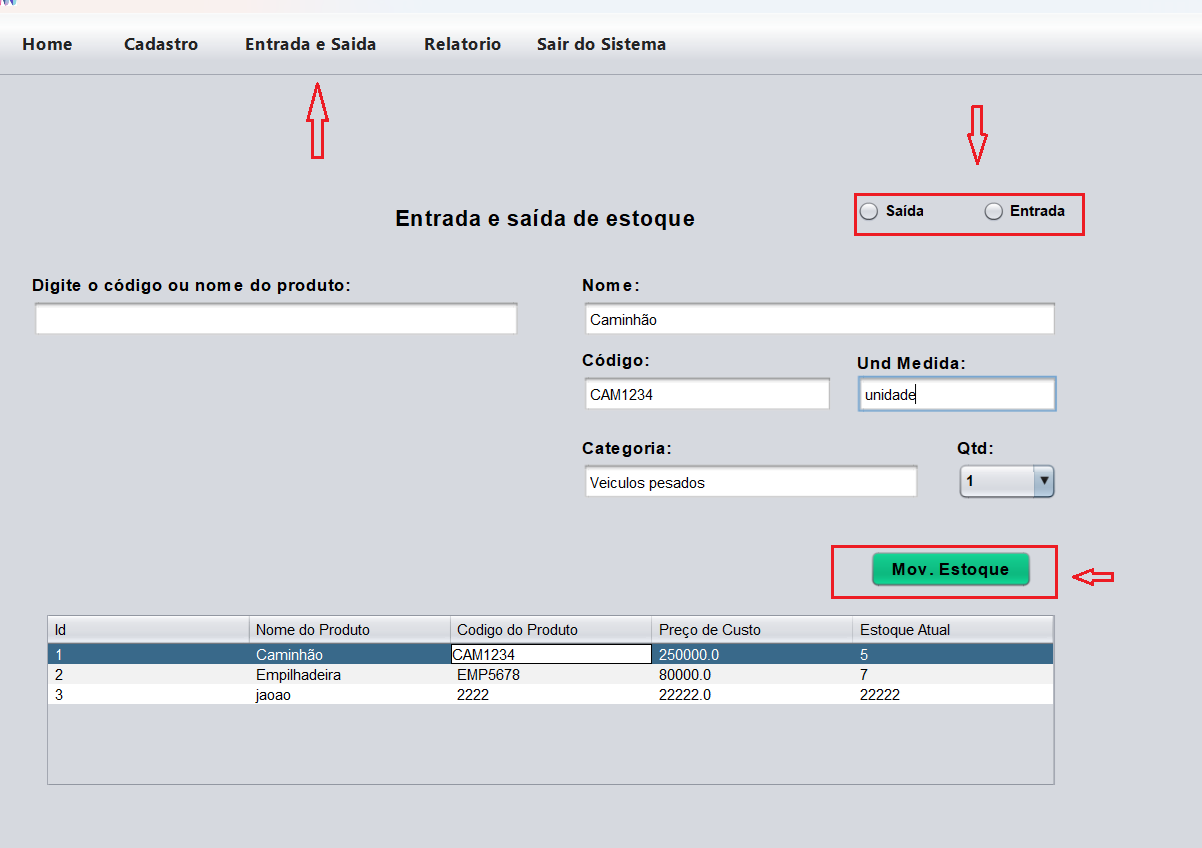 Home Cadastro Entrada e Saida Relatorio Sair do Sistema
Entrada e saída de estoque
Saída Entrada
Digite o código ou nome do produto:
Nome:
Caminhão
Código:
Und Medida:
CAM1234
unidade
Categoria:
Qtd:
Veiculos pesados
1
Mov. Estoque
Id Nome do Produto Codigo do Produto Preço de Custo Estoque Atual
1 Caminhão CAM1234 250000.0 5
2 Empilhadeira EMP5678 80000.0 7
3 jaoao 2222 22222.0 22222